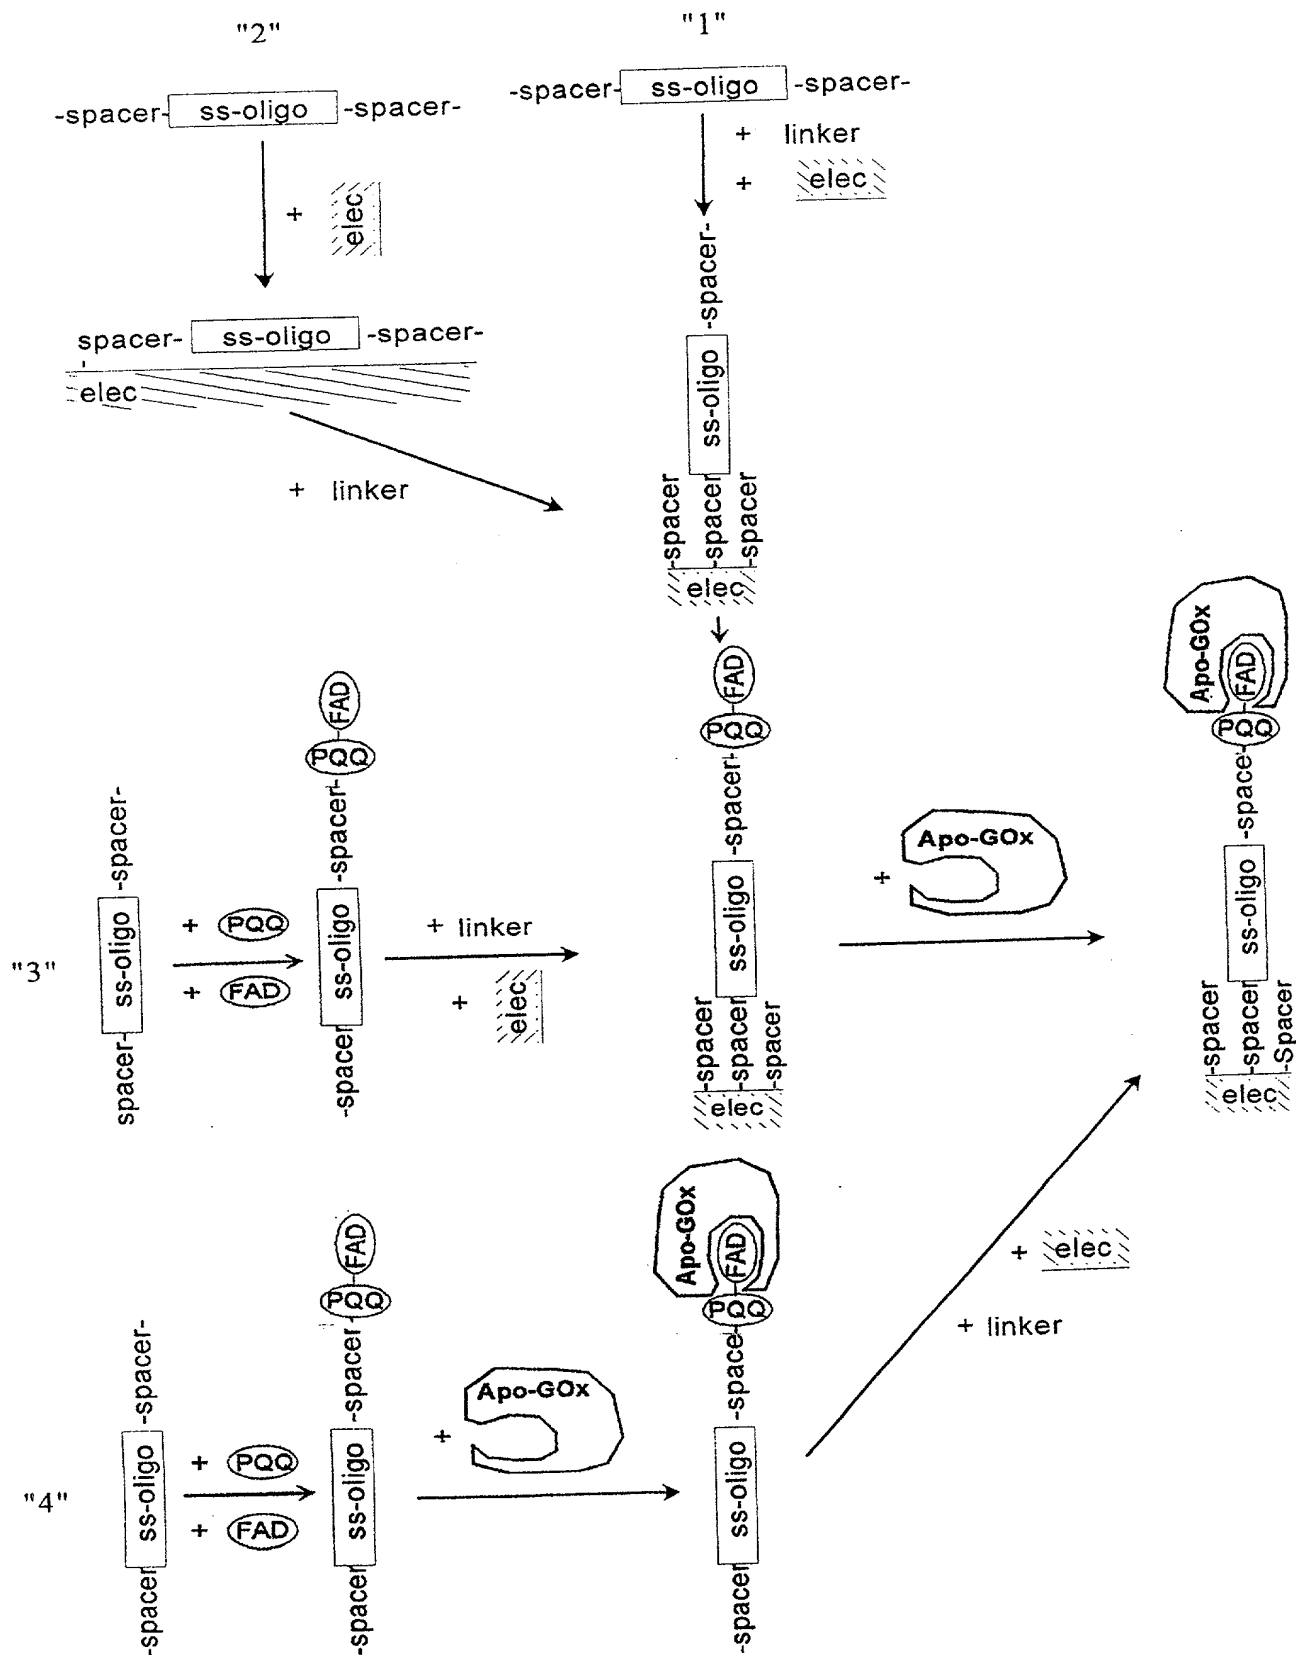 "2"
"1"
-spacer- ss-oligo -spacer-
-spacer- ss-oligo -spacer-
+ linker
+ elec
+ elec
spacer- ss-oligo -spacer-
elec
+ linker
-spacer-
ss-oligo
-spacer
-spacer
-spacer
elec
FAD
PQQ
-spacer-
ss-oligo
-spacer
-spacer
-spacer
elec
"3"
-spacer-
ss-oligo
spacer-
+ PQQ
+ FAD
FAD
PQQ
-spacer-
ss-oligo
-spacer
+ linker
+ elec
+ Apo-GOx
Apo-GOx
FAD
PQQ
-space
ss-oligo
-spacer
-spacer
-Spacer
elec
"4"
-spacer-
ss-oligo
-spacer
+ PQQ
+ FAD
FAD
PQQ
-spacer-
ss-oligo
-spacer
+ Apo-GOx
Apo-GOx
FAD
PQQ
-space
ss-oligo
-spacer
+ elec
+ linker